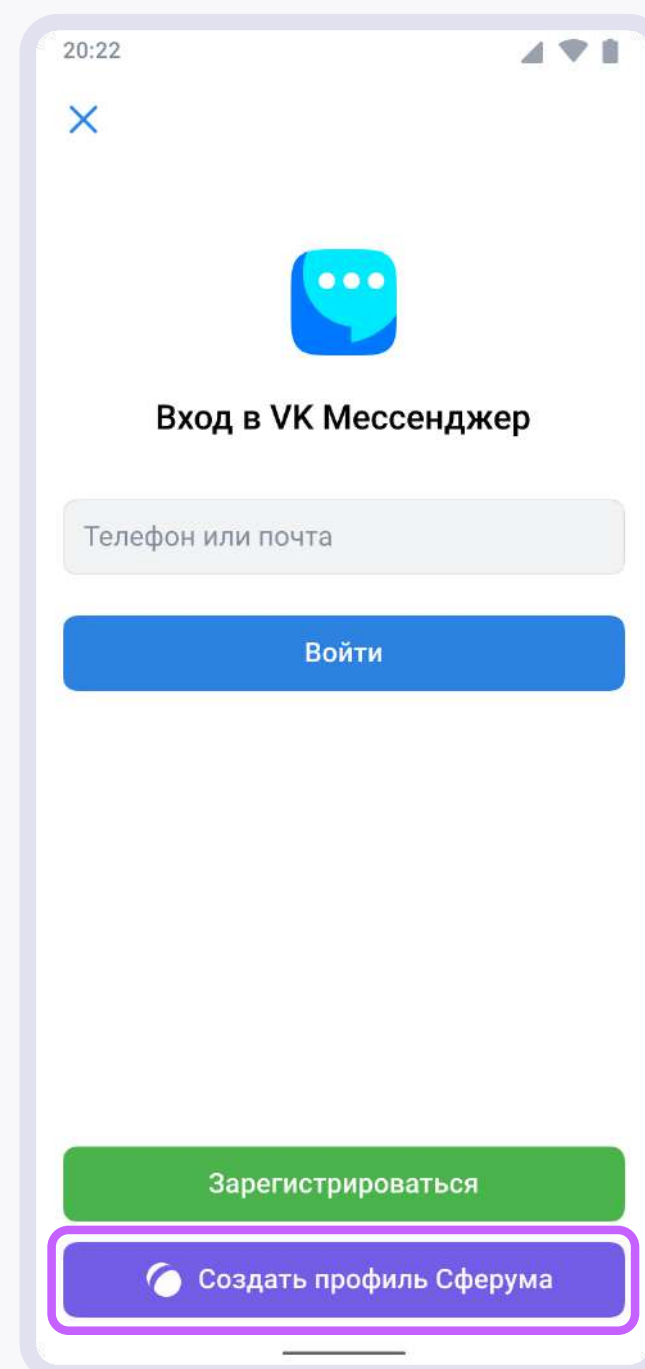 20:22
Вход в VK Мессенджер
Телефон или почта
Войти
Зарегистрироваться
Создать профиль Сферума